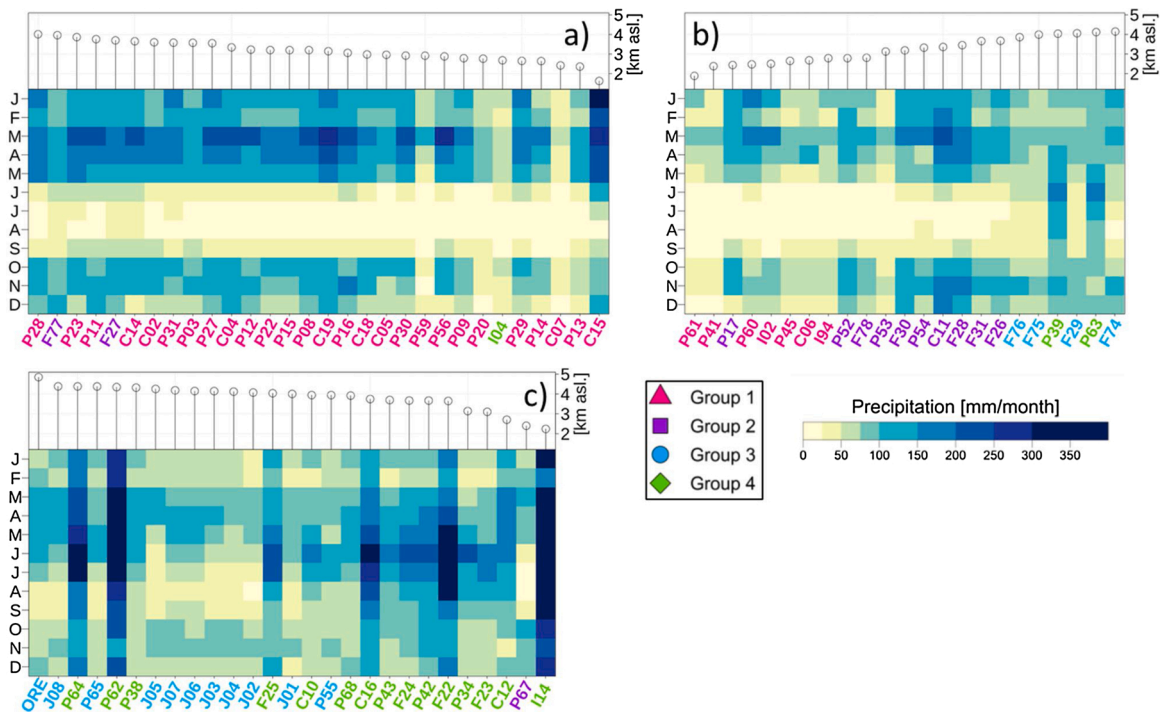 5
4
3
2
[km asl.]
a)
J
F
M
A
M
J
J
A
S
O
N
D
P28 F77 P23 P11 F27 C14 C02 P31 P03 P27 C04 P12 P22 P15 P08 C19 P16 C18 C05 P30 P59 P56 P09 P20 I04 P29 P14 C07 P13 C15
b)
5
4
3
2
[km asl.]
J
F
M
A
M
J
J
A
S
O
N
D
P61 P41 P17 P60 I02 P45 C06 I94 P52 F78 P53 F30 P54 C11 F28 F31 F26 F76 F75 P39 F29 P63 F74
c)
5
4
3
2
[km asl.]
J
F
M
A
M
J
J
A
S
O
N
D
ORE J08 P64 P65 P62 P38 J05 J07 J06 J03 J04 J02 F25 J01 C10 P55 P68 C16 P43 F24 P42 F22 P34 F23 C12 P67 I14
Group 1
Group 2
Group 3
Group 4
Precipitation [mm/month]
0 50 100 150 200 250 300 350